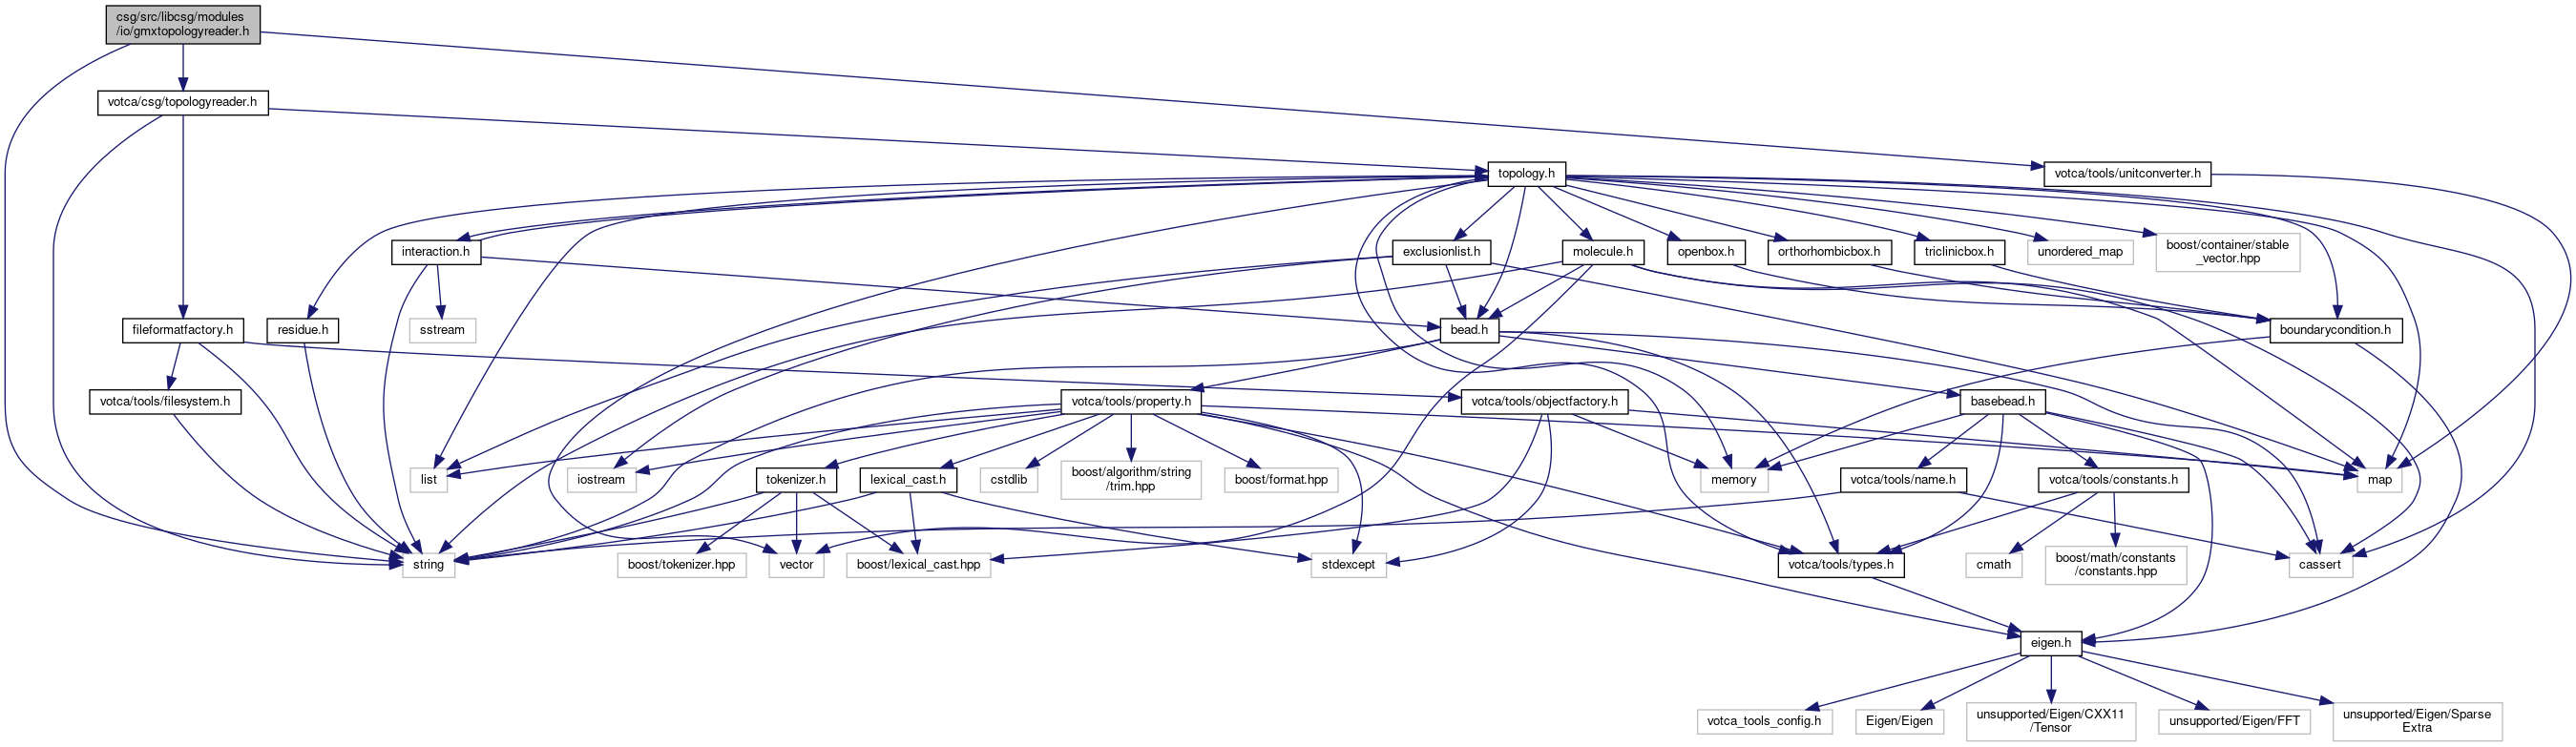 csg/src/libcsg/modules
/io/gmxtopologyreader.h
votca/csg/topologyreader.h
topology.h
votca/tools/unitconverter.h
interaction.h
exclusionlist.h
molecule.h
openbox.h
orthorhombicbox.h
triclinicbox.h
unordered_map
boost/container/stable
_vector.hpp
fileformatfactory.h
residue.h
sstream
bead.h
boundarycondition.h
votca/tools/filesystem.h
votca/tools/property.h
votca/tools/objectfactory.h
basebead.h
list
iostream
tokenizer.h
lexical_cast.h
cstdlib
boost/algorithm/string
/trim.hpp
boost/format.hpp
memory
votca/tools/name.h
votca/tools/constants.h
map
string
boost/tokenizer.hpp
vector
boost/lexical_cast.hpp
stdexcept
votca/tools/types.h
cmath
boost/math/constants
/constants.hpp
cassert
eigen.h
votca_tools_config.h
Eigen/Eigen
unsupported/Eigen/CXX11
/Tensor
unsupported/Eigen/FFT
unsupported/Eigen/Sparse
Extra